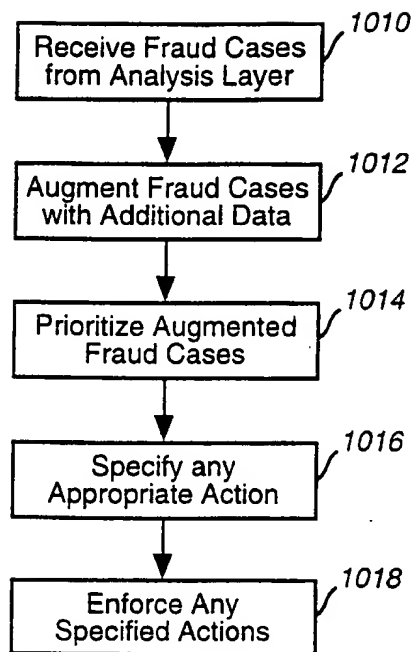 1010
Receive Fraud Cases
from Analysis Layer
1012
Augment Fraud Cases
with Additional Data
1014
Prioritize Augmented
Fraud Cases
1016
Specify any
Appropriate Action
1018
Enforce Any
Specified Actions